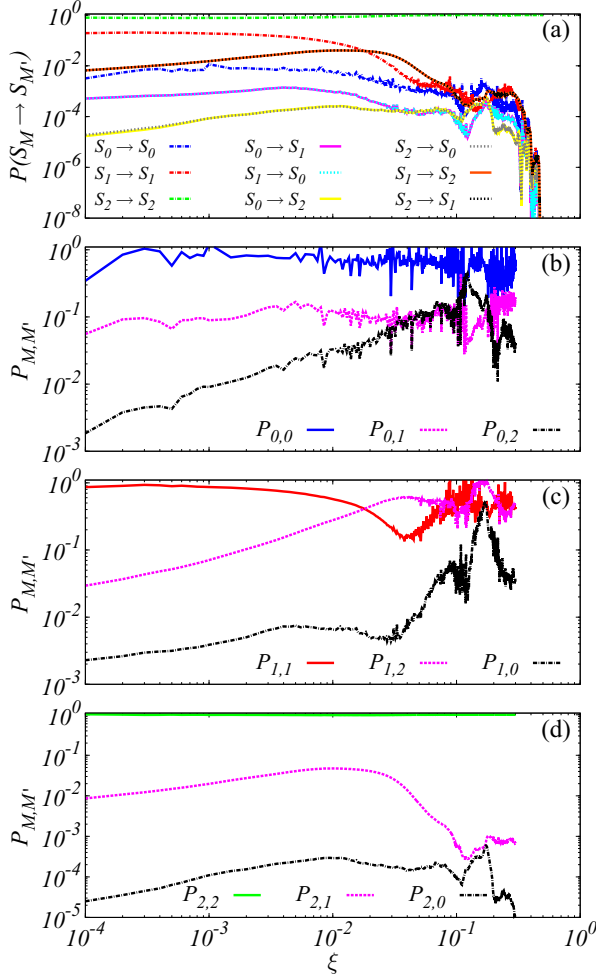 P(S_M → S_M')
(a)
10^0
10^-2
10^-4
10^-6
10^-8
S_0 → S_0
S_0 → S_1
S_2 → S_0
S_1 → S_1
S_1 → S_0
S_1 → S_2
S_2 → S_2
S_0 → S_2
S_2 → S_1
P_M,M'
(b)
10^0
10^-1
10^-2
10^-3
P_0,0
P_0,1
P_0,2
P_M,M'
(c)
10^0
10^-1
10^-2
10^-3
P_1,1
P_1,2
P_1,0
P_M,M'
(d)
10^0
10^-1
10^-2
10^-3
10^-4
10^-5
P_2,2
P_2,1
P_2,0
10^-4
10^-3
10^-2
10^-1
10^0
ξ